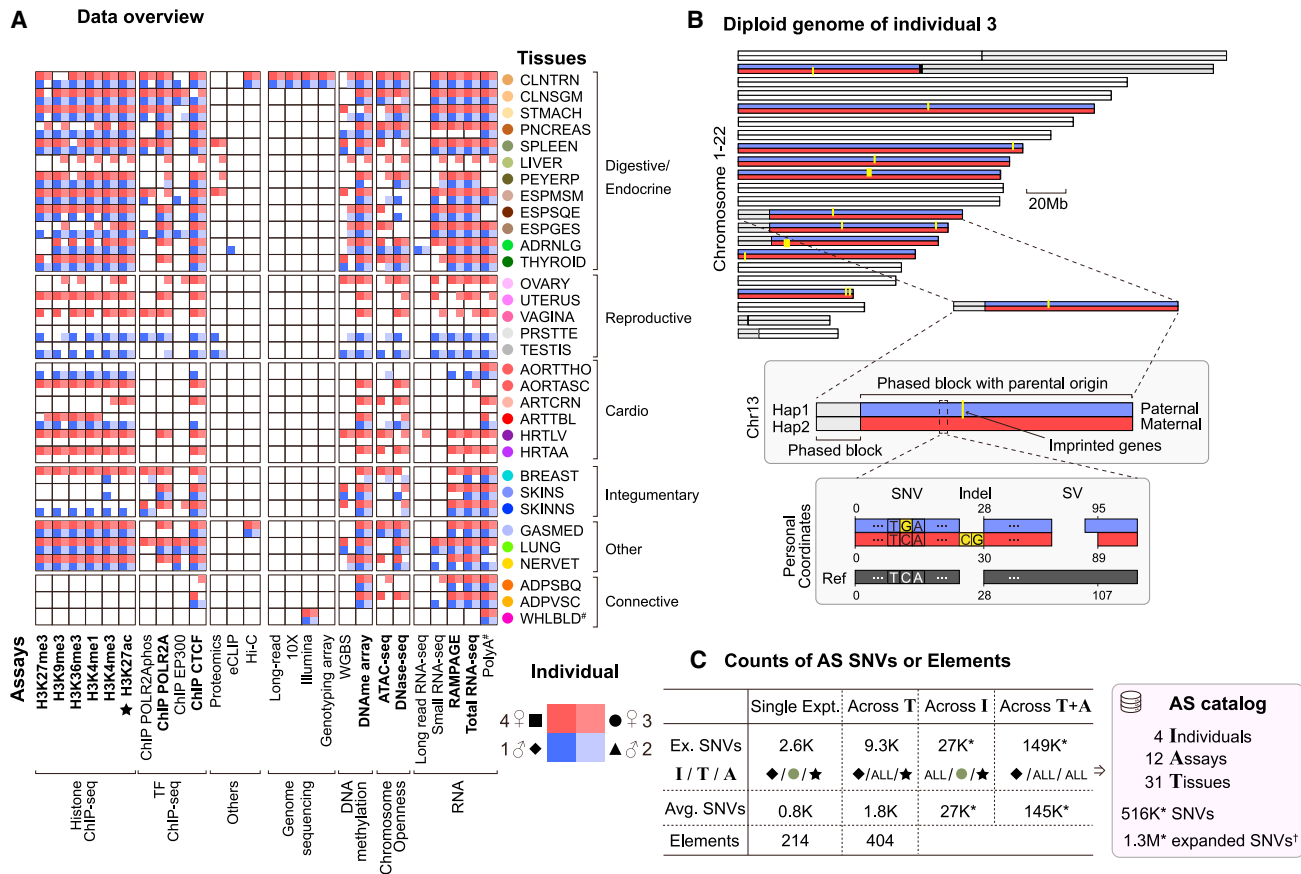 A
Data overview
Tissues
CLNTRN
CLNSGM
STMACH
PNCREAS
SPLEEN
LIVER
PEYERP
ESPMSM
ESPSQE
ESPGES
ADRNLG
THYROID
Digestive/
Endocrine
OVARY
UTERUS
VAGINA
PRSTTE
TESTIS
Reproductive
AORTTHO
AORTASC
ARTCRN
ARTTBL
HRTLV
HRTAA
Cardio
BREAST
SKINS
SKINNS
Integumentary
GASMED
LUNG
NERVET
Other
ADPSBQ
ADPVSC
WHLBLD#
Connective
Assays
H3K27me3
H3K9me3
H3K36me3
H3K4me1
H3K4me3
★ H3K27ac
ChIP POLR2Aphos
ChIP POLR2A
ChIP EP300
ChIP CTCF
Proteomics
eCLIP
Hi-C
Long-read
10X
Illumina
Genotyping array
WGBS
DNAme array
ATAC-seq
DNase-seq
Long read RNA-seq
Small RNA-seq
RAMPAGE
Total RNA-seq
PolyA#
Histone
ChIP-seq
TF
ChIP-seq
Others
Genome
sequencing
DNA
methylation
Chromosome
Openness
RNA
Individual
4 ♀ ■ ● ♀ 3
1 ♂ ◆ ▲ ♂ 2
B
Diploid genome of individual 3
Chromosome 1-22
20Mb
Phased block with parental origin
Chr13
Hap1
Hap2
Paternal
Maternal
Phased block
Imprinted genes
SNV Indel SV
Personal
Coordinates
0 28 95
... T G A ... ...
... T C A ... C G ...
0 30 89
Ref ... T C A ... ...
0 28 107
C
Counts of AS SNVs or Elements
Single Expt. Across T Across I Across T+A
Ex. SNVs 2.6K 9.3K 27K* 149K*
I / T / A ◆/●/★ ◆/ALL/★ ALL/●/★ ◆/ALL/ALL ⇒
Avg. SNVs 0.8K 1.8K 27K* 145K*
Elements 214 404
AS catalog
4 Individuals
12 Assays
31 Tissues
516K* SNVs
1.3M* expanded SNVs†